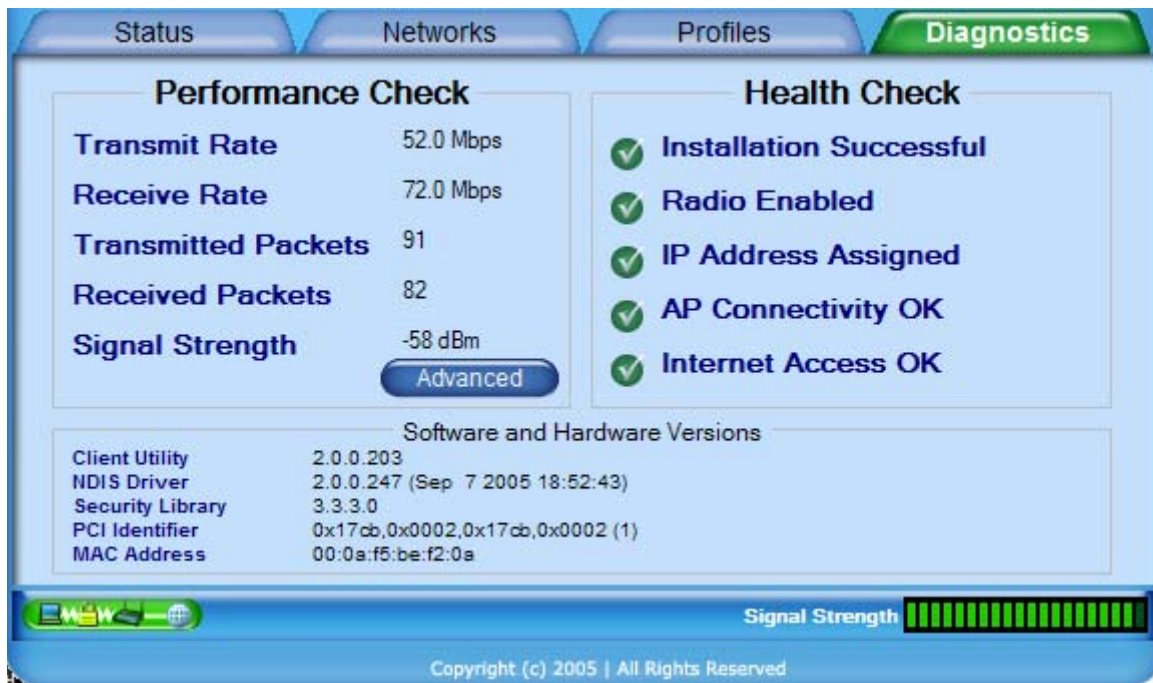 Status Networks Profiles Diagnostics
Performance Check
Transmit Rate 52.0 Mbps
Receive Rate 72.0 Mbps
Transmitted Packets 91
Received Packets 82
Signal Strength -58 dBm
Advanced
Health Check
Installation Successful
Radio Enabled
IP Address Assigned
AP Connectivity OK
Internet Access OK
Software and Hardware Versions
Client Utility 2.0.0.203
NDIS Driver 2.0.0.247 (Sep 7 2005 18:52:43)
Security Library 3.3.3.0
PCI Identifier 0x17cb,0x0002,0x17cb,0x0002 (1)
MAC Address 00:0a:f5:be:f2:0a
Signal Strength
Copyright (c) 2005 | All Rights Reserved